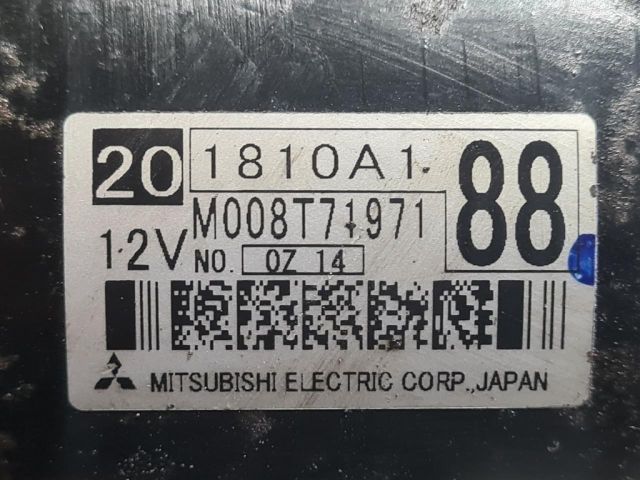 20 1810A1 88
M008T71971
12V NO. 0Z 14
MITSUBISHI ELECTRIC CORP., JAPAN